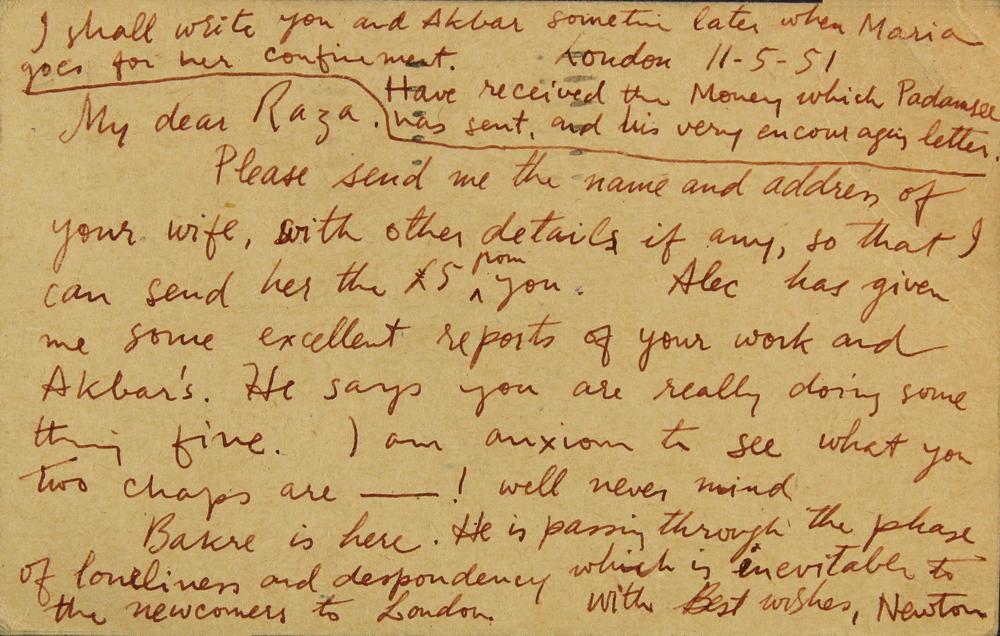 I shall write you and Akbar sometin later when Maria
goes for her confinement. London 11-5-51
Have received the Money which Padamsee
My dear Raza. has sent, and his very encouraging letter.
Please send me the name and address of
your wife, with other details if any, so that I
can send her the £5 from you. Alec has given
me some excellent reports of your work and
Akbar's. He says you are really doing some
thing fine. I am anxious to see what you
two chaps are ——! well never mind
Bakre is here. He is passing through the phase
of loneliness and despondency which is inevitable to
the newcomers to London. With Best wishes, Newton